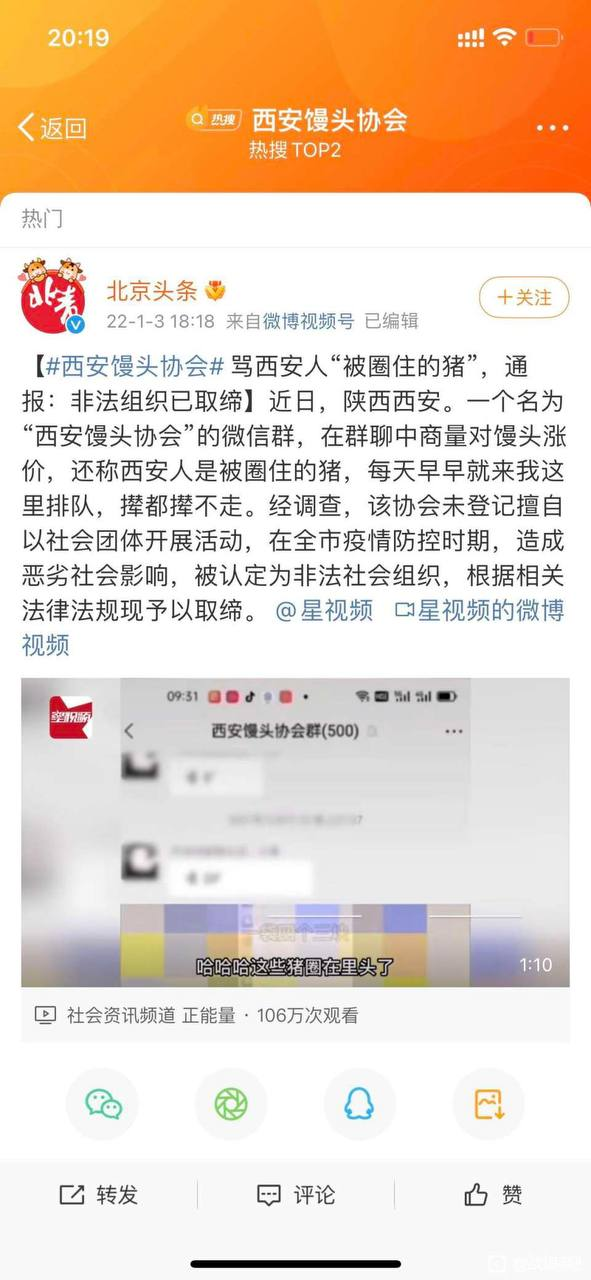 20:19
返回
热搜
西安馒头协会
热搜TOP2
热门
北青
北京头条
+关注
22-1-3 18:18 来自微博视频号 已编辑
【#西安馒头协会# 骂西安人“被圈住的猪”，通
报：非法组织已取缔】近日，陕西西安。一个名为
“西安馒头协会”的微信群，在群聊中商量对馒头涨
价，还称西安人是被圈住的猪，每天早早就来我这
里排队，撵都撵不走。经调查，该协会未登记擅自
以社会团体开展活动，在全市疫情防控时期，造成
恶劣社会影响，被认定为非法社会组织，根据相关
法律法规现予以取缔。@星视频 星视频的微博
视频
星视频
09:31
西安馒头协会群(500)
袋四个三块
哈哈哈这些猪圈在里头了
1:10
社会资讯频道 正能量 · 106万次观看
转发
评论
赞